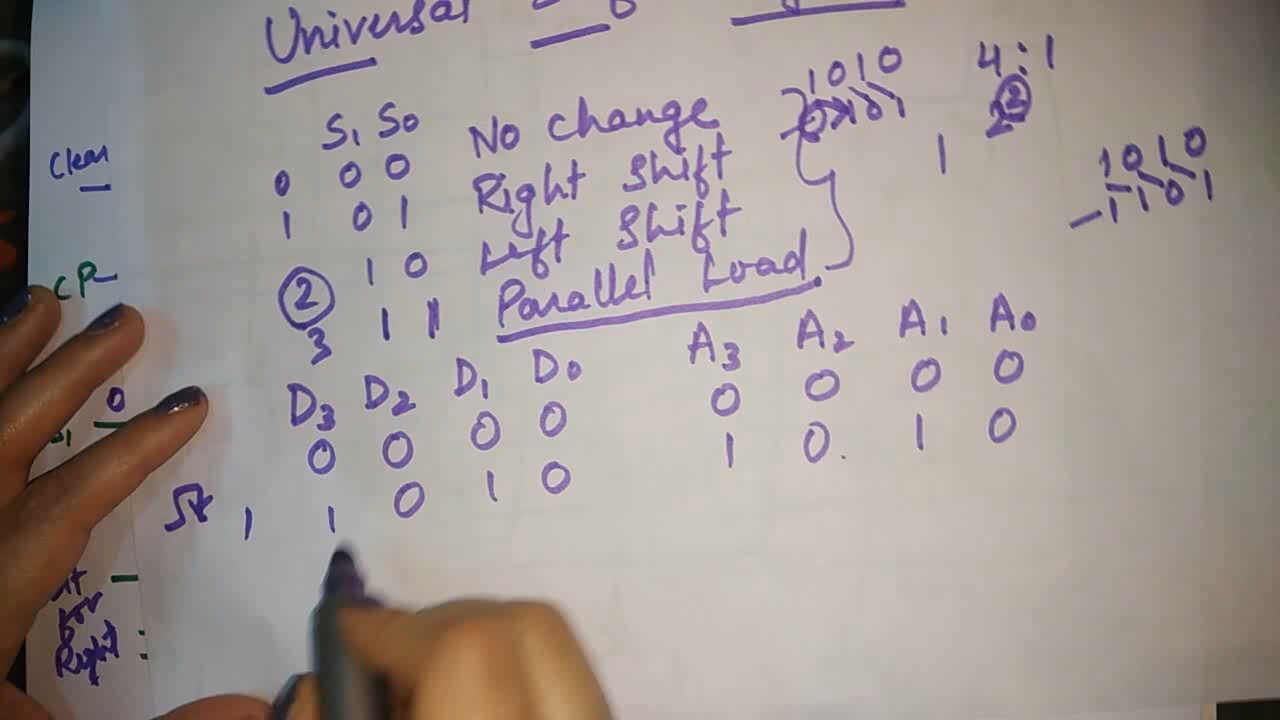 Universal
S1 S0
0 0 0 No change
1 0 1 Right Shift
2 1 0 Left Shift
3 1 1 Parallel Load
1010
4:1
2
1
1010
1101
Clear
CP
0
D3 D2 D1 D0 A3 A2 A1 A0
0 0 0 0 0 0 0 0
1 1 0 1 0 1 0 1 0
for
Right